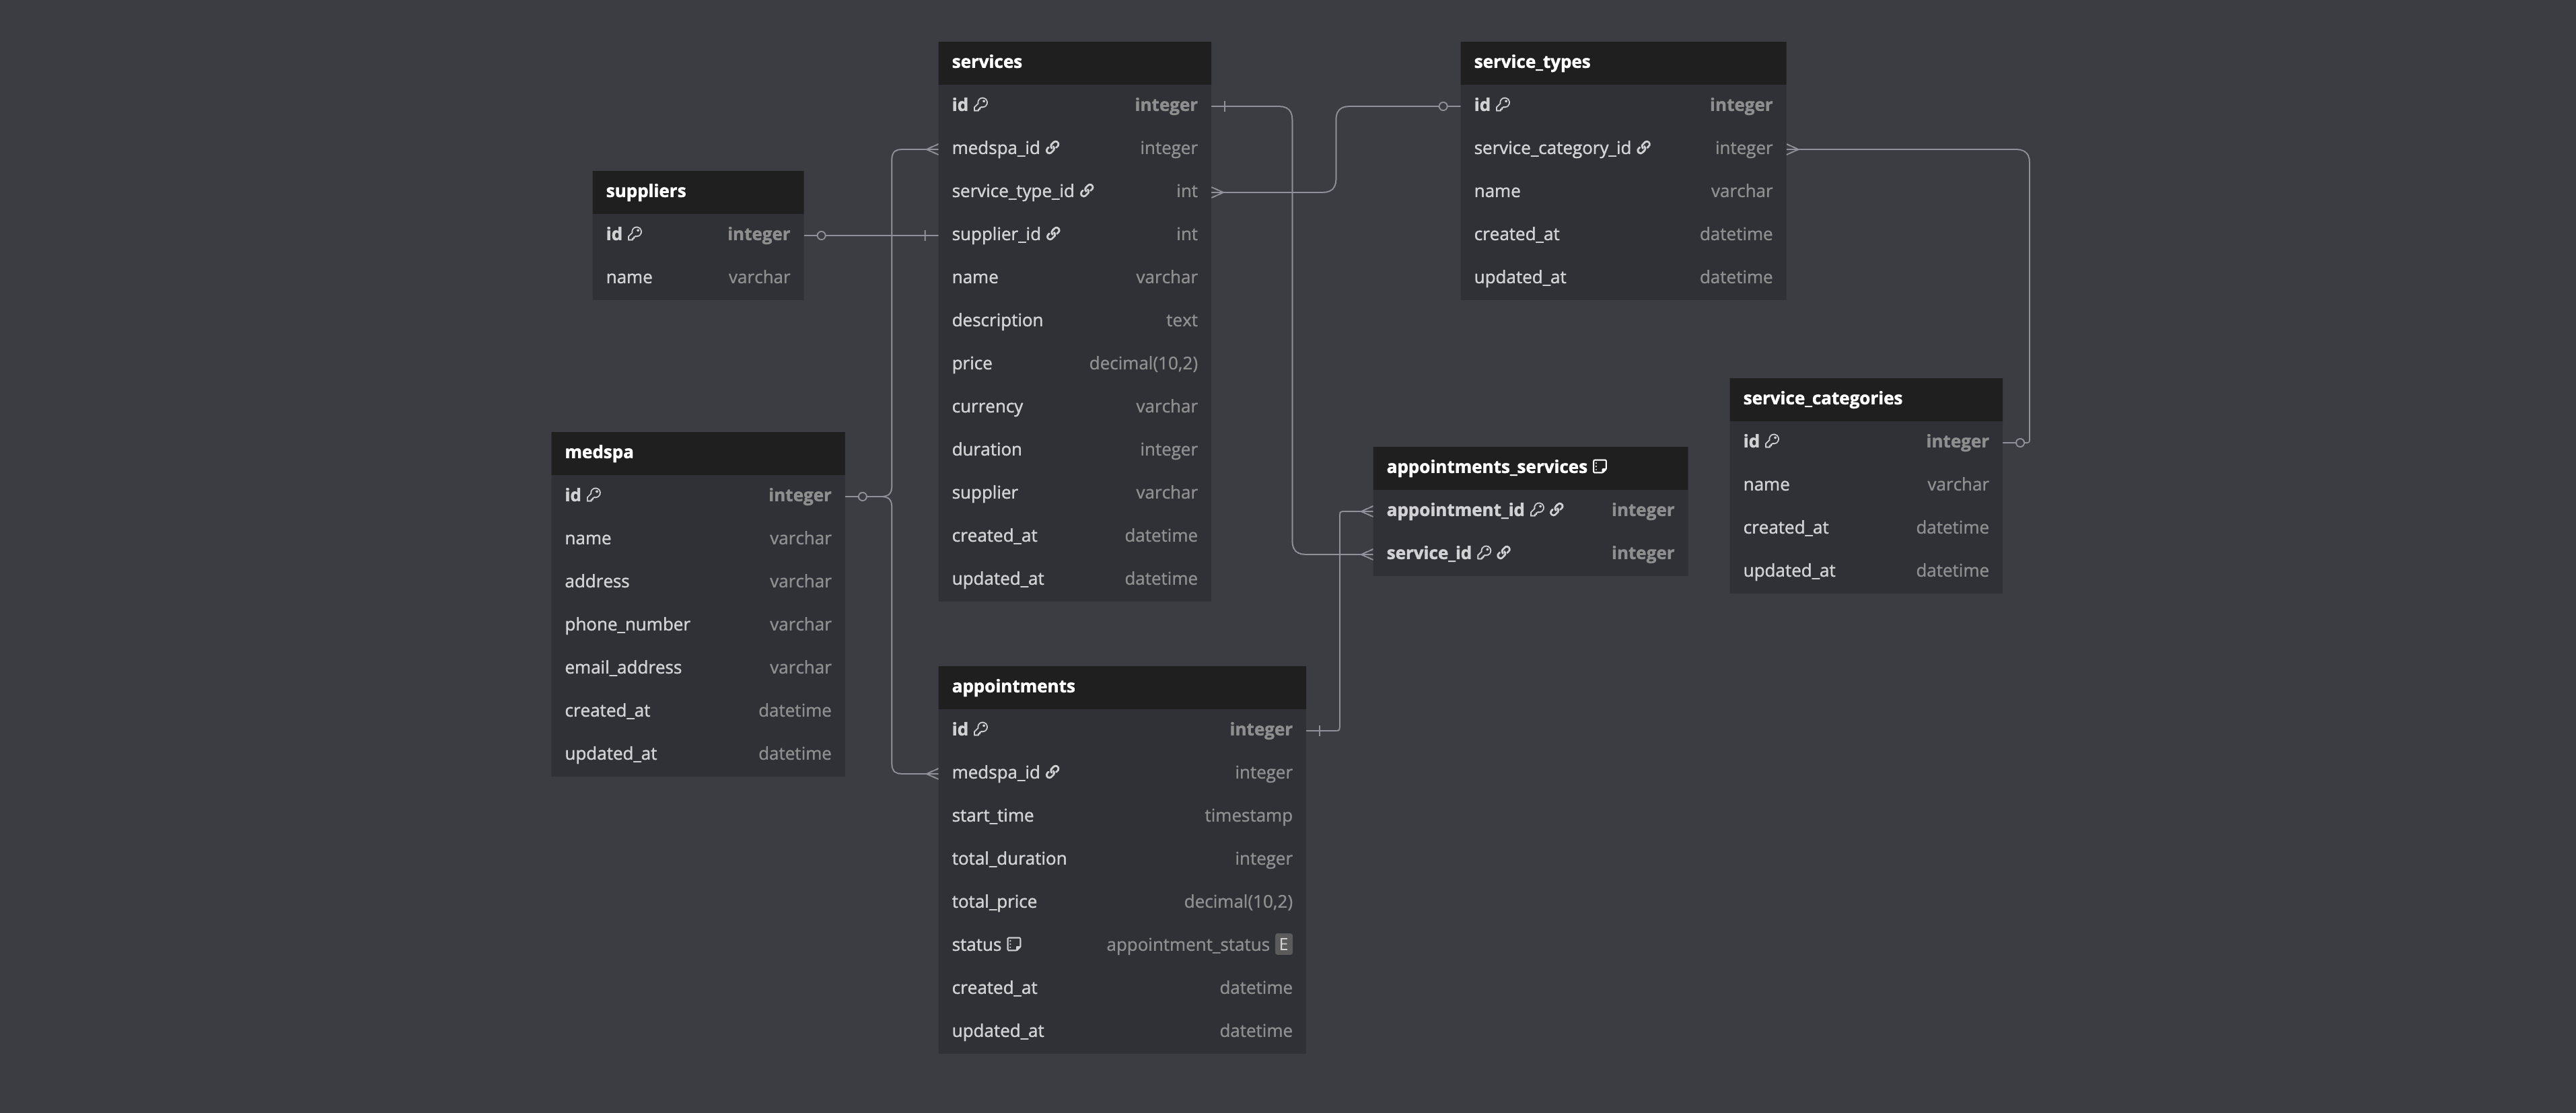 services
id integer
medspa_id integer
service_type_id int
supplier_id int
name varchar
description text
price decimal(10,2)
currency varchar
duration integer
supplier varchar
created_at datetime
updated_at datetime
service_types
id integer
service_category_id integer
name varchar
created_at datetime
updated_at datetime
suppliers
id integer
name varchar
medspa
id integer
name varchar
address varchar
phone_number varchar
email_address varchar
created_at datetime
updated_at datetime
appointments_services
appointment_id integer
service_id integer
service_categories
id integer
name varchar
created_at datetime
updated_at datetime
appointments
id integer
medspa_id integer
start_time timestamp
total_duration integer
total_price decimal(10,2)
status appointment_status E
created_at datetime
updated_at datetime